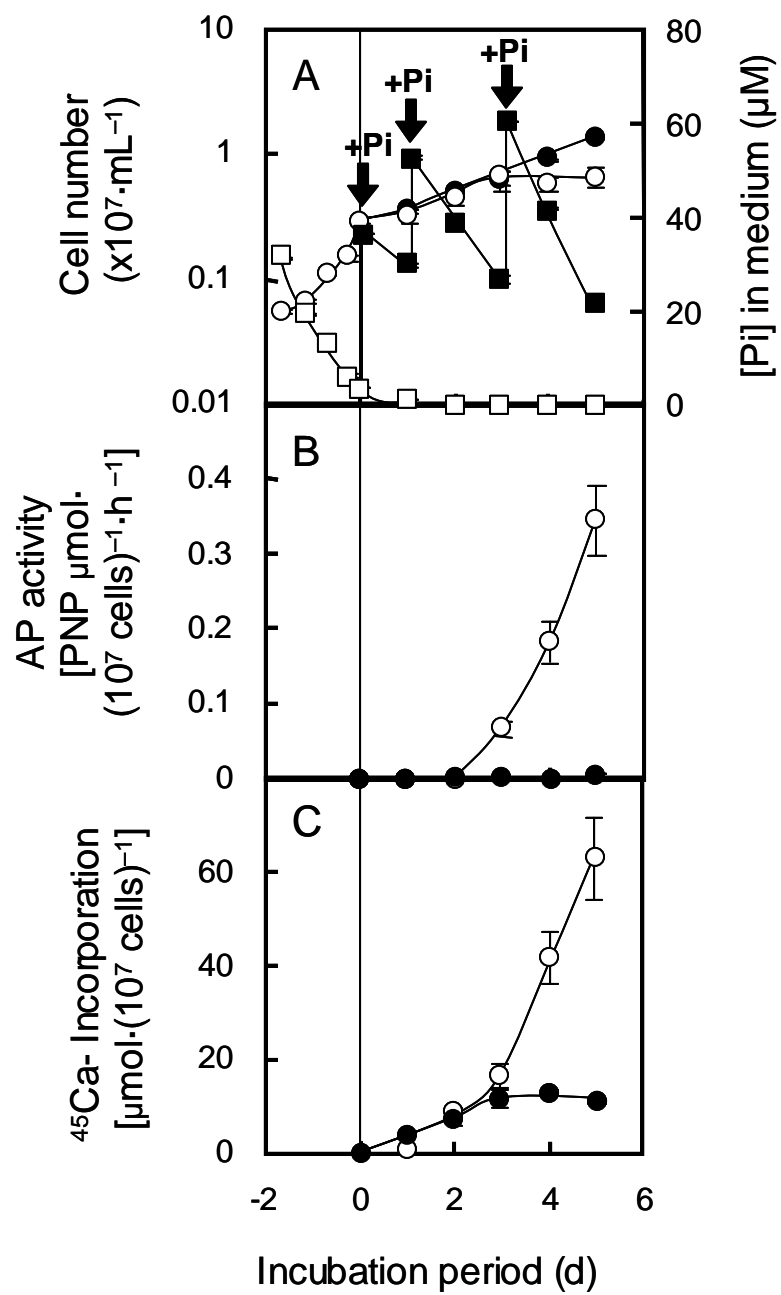 A
+Pi
+Pi
+Pi
10
1
0.1
0.01
Cell number
(x10⁷·mL⁻¹)
80
60
40
20
0
[Pi] in medium (µM)
B
0.4
0.3
0.2
0.1
0
AP activity
[PNP µmol·
(10⁷ cells)⁻¹·h⁻¹]
C
60
40
20
0
⁴⁵Ca- Incorporation
[µmol·(10⁷ cells)⁻¹]
-2 0 2 4 6
Incubation period (d)